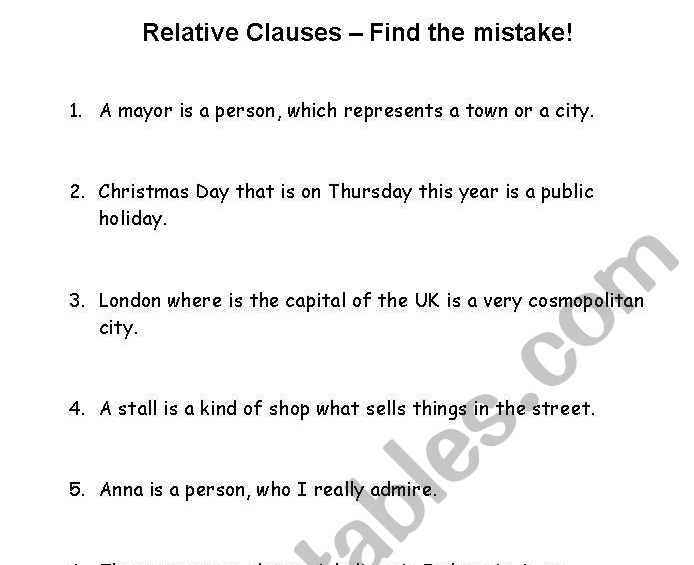 Relative Clauses – Find the mistake!
1. A mayor is a person, which represents a town or a city.
2. Christmas Day that is on Thursday this year is a public
holiday.
3. London where is the capital of the UK is a very cosmopolitan
city.
4. A stall is a kind of shop what sells things in the street.
5. Anna is a person, who I really admire.
tables.com